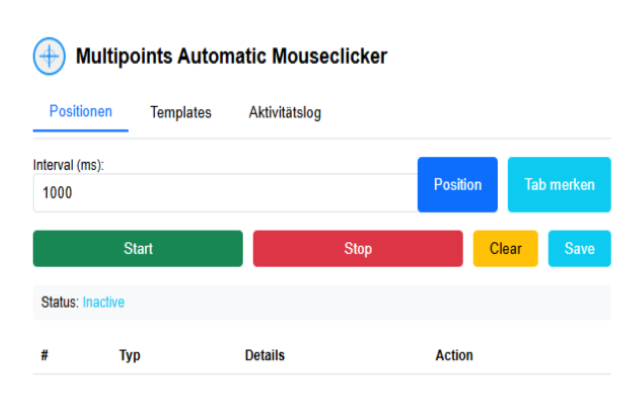 Multipoints Automatic Mouseclicker
Positionen Templates Aktivitätslog
Interval (ms):
1000 Position Tab merken
Start Stop Clear Save
Status: Inactive
# Typ Details Action